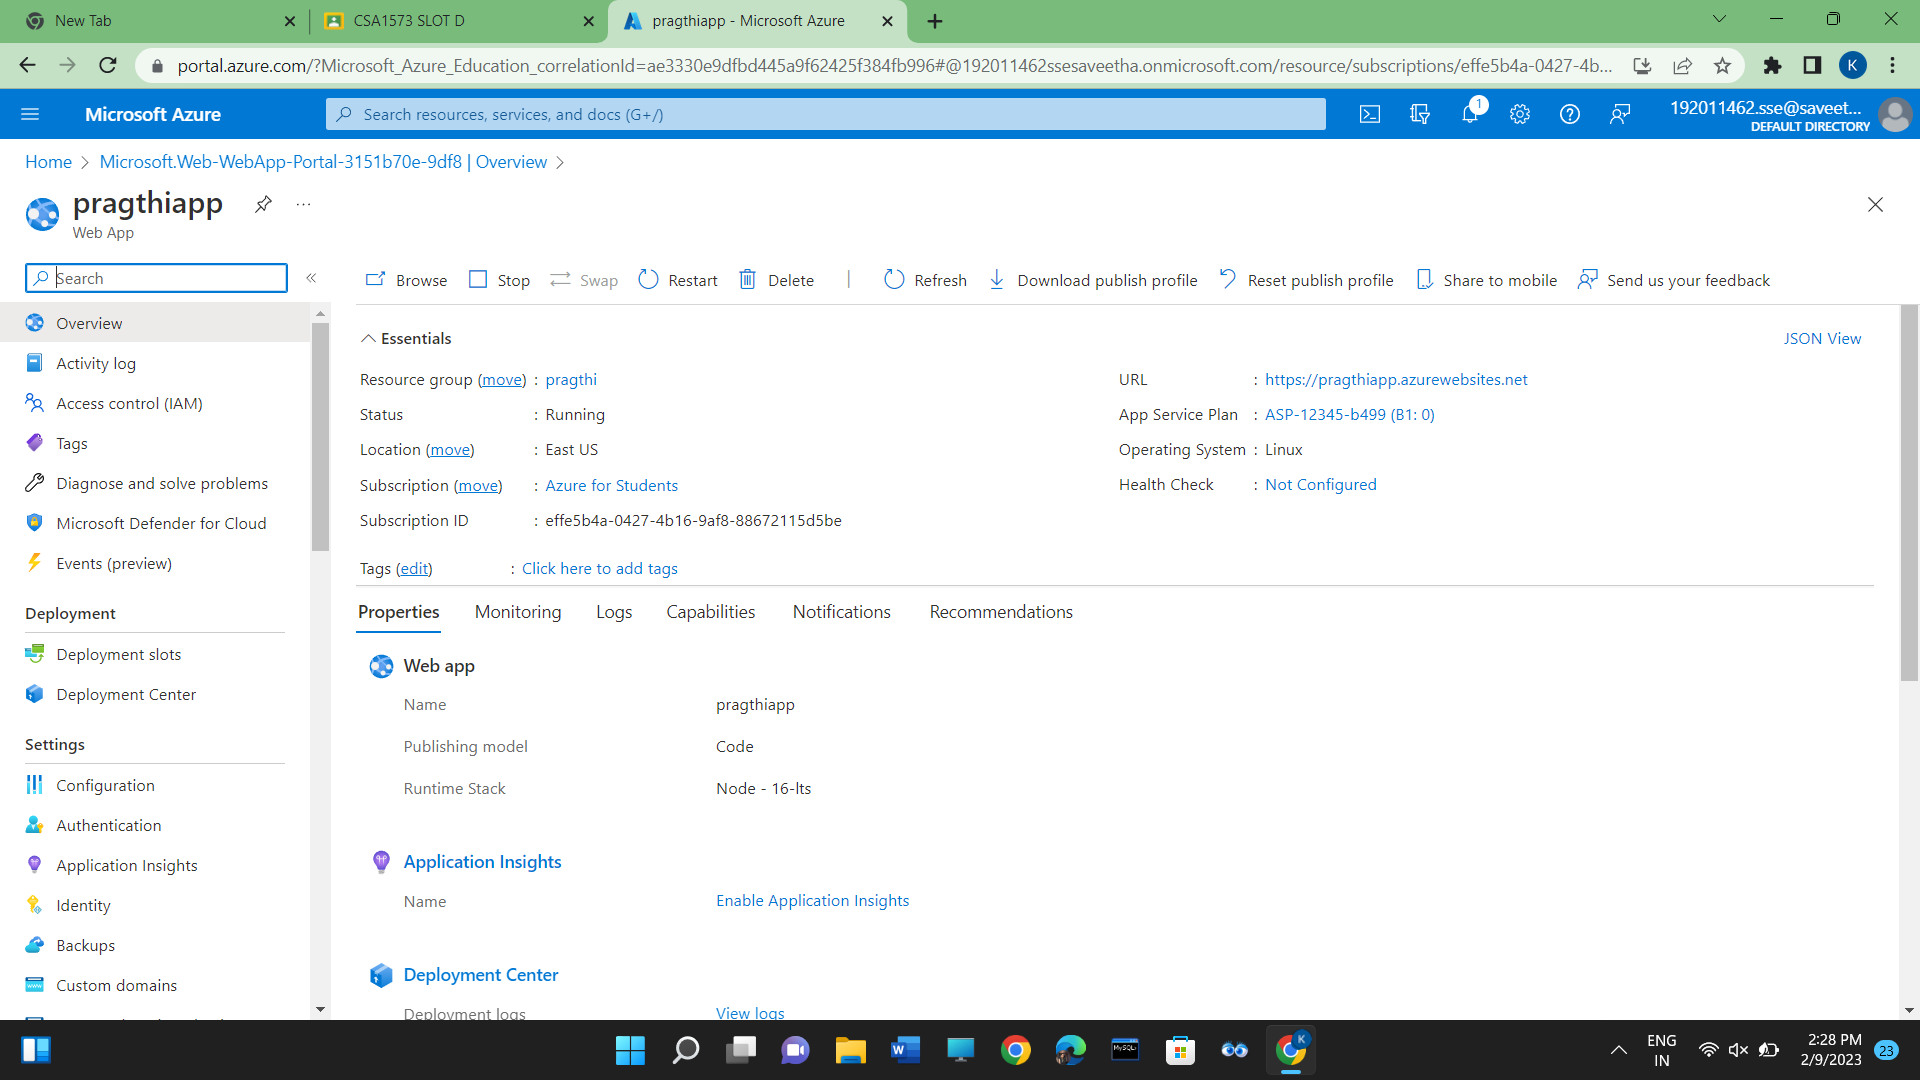 New Tab
CSA1573 SLOT D
pragthiapp - Microsoft Azure
portal.azure.com/?Microsoft_Azure_Education_correlationId=ae3330e9dfbd445a9f62425f384fb996#@192011462ssesaveetha.onmicrosoft.com/resource/subscriptions/effe5b4a-0427-4b...
K
Microsoft Azure
Search resources, services, and docs (G+/)
1
192011462.sse@saveet...
DEFAULT DIRECTORY
Home > Microsoft.Web-WebApp-Portal-3151b70e-9df8 | Overview >
pragthiapp
...
Web App
Search
«
Browse Stop Swap Restart Delete | Refresh Download publish profile Reset publish profile Share to mobile Send us your feedback
Overview
Activity log
Access control (IAM)
Tags
Diagnose and solve problems
Microsoft Defender for Cloud
Events (preview)
Deployment
Deployment slots
Deployment Center
Settings
Configuration
Authentication
Application Insights
Identity
Backups
Custom domains
Essentials
JSON View
Resource group (move) : pragthi
Status : Running
Location (move) : East US
Subscription (move) : Azure for Students
Subscription ID : effe5b4a-0427-4b16-9af8-88672115d5be
URL : https://pragthiapp.azurewebsites.net
App Service Plan : ASP-12345-b499 (B1: 0)
Operating System : Linux
Health Check : Not Configured
Tags (edit) : Click here to add tags
Properties Monitoring Logs Capabilities Notifications Recommendations
Web app
Name pragthiapp
Publishing model Code
Runtime Stack Node - 16-lts
Application Insights
Name Enable Application Insights
Deployment Center
Deployment logs View logs
MySQL
K
ENG
IN
2:28 PM
2/9/2023
23